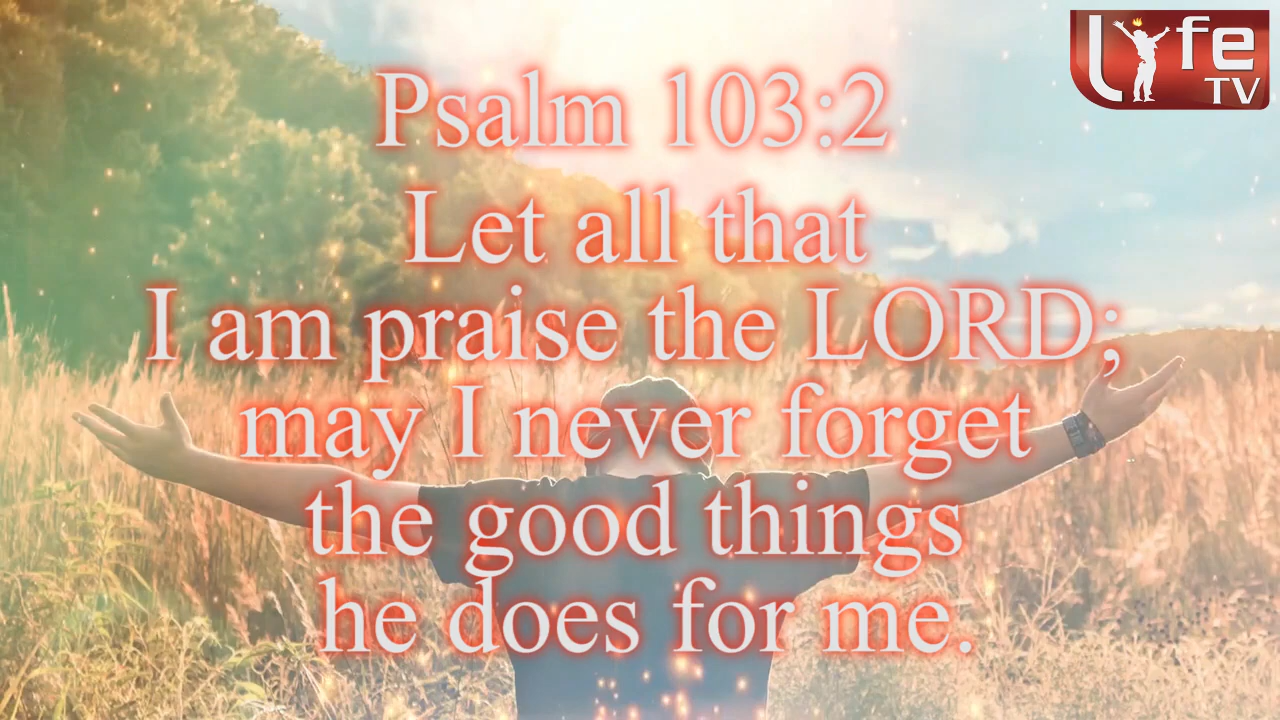 Lyfe
TV
Psalm 103:2
Let all that
I am praise the LORD;
may I never forget
the good things
he does for me.